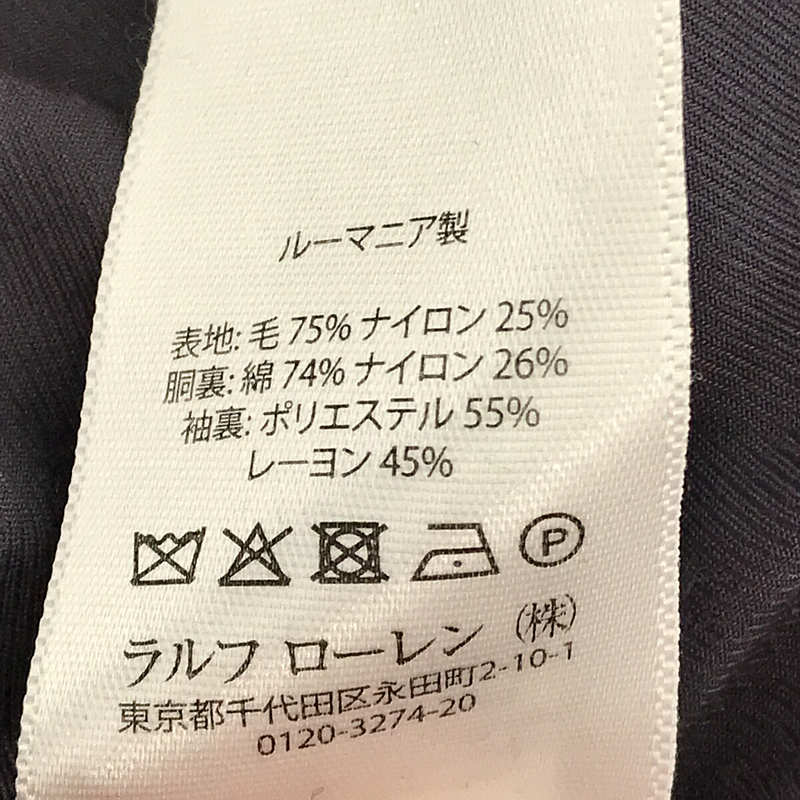 ルーマニア製
表地: 毛 75% ナイロン 25%
胴裏: 綿 74% ナイロン 26%
袖裏: ポリエステル 55%
レーヨン 45%
P
ラルフ ローレン (株)
東京都千代田区永田町2-10-1
0120-3274-20